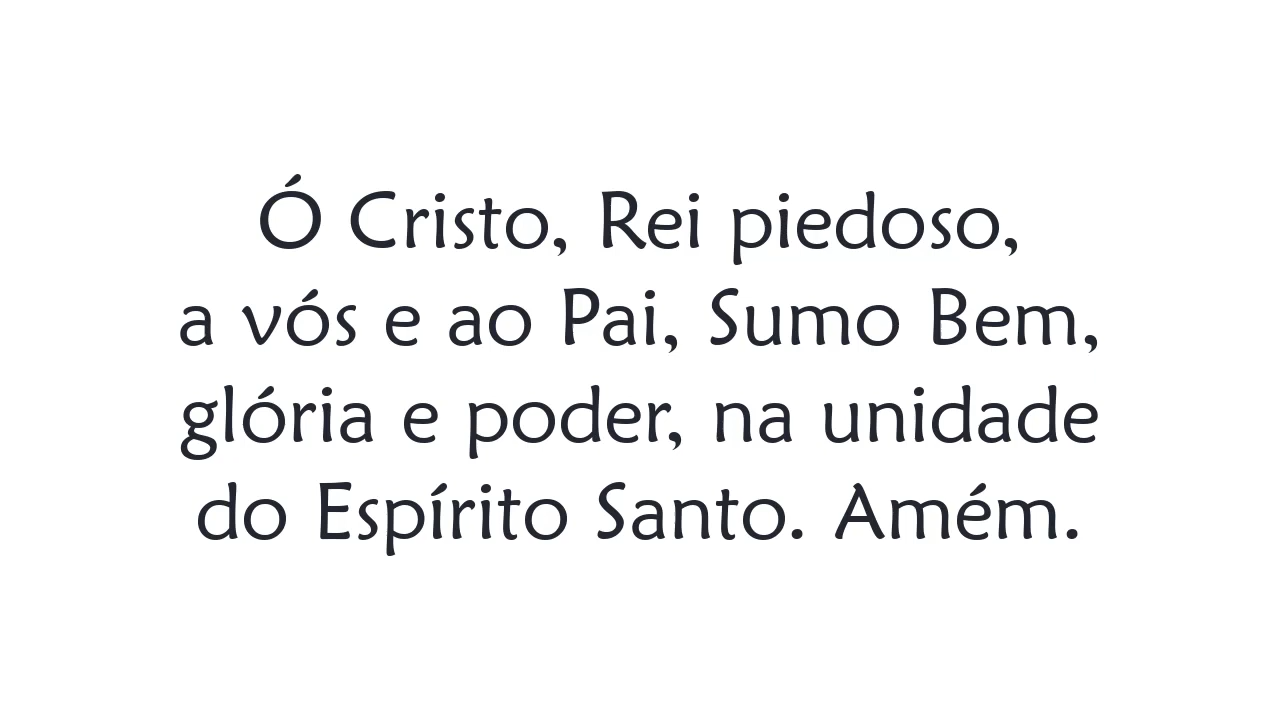 Ó Cristo, Rei piedoso,
a vós e ao Pai, Sumo Bem,
glória e poder, na unidade
do Espírito Santo. Amém.